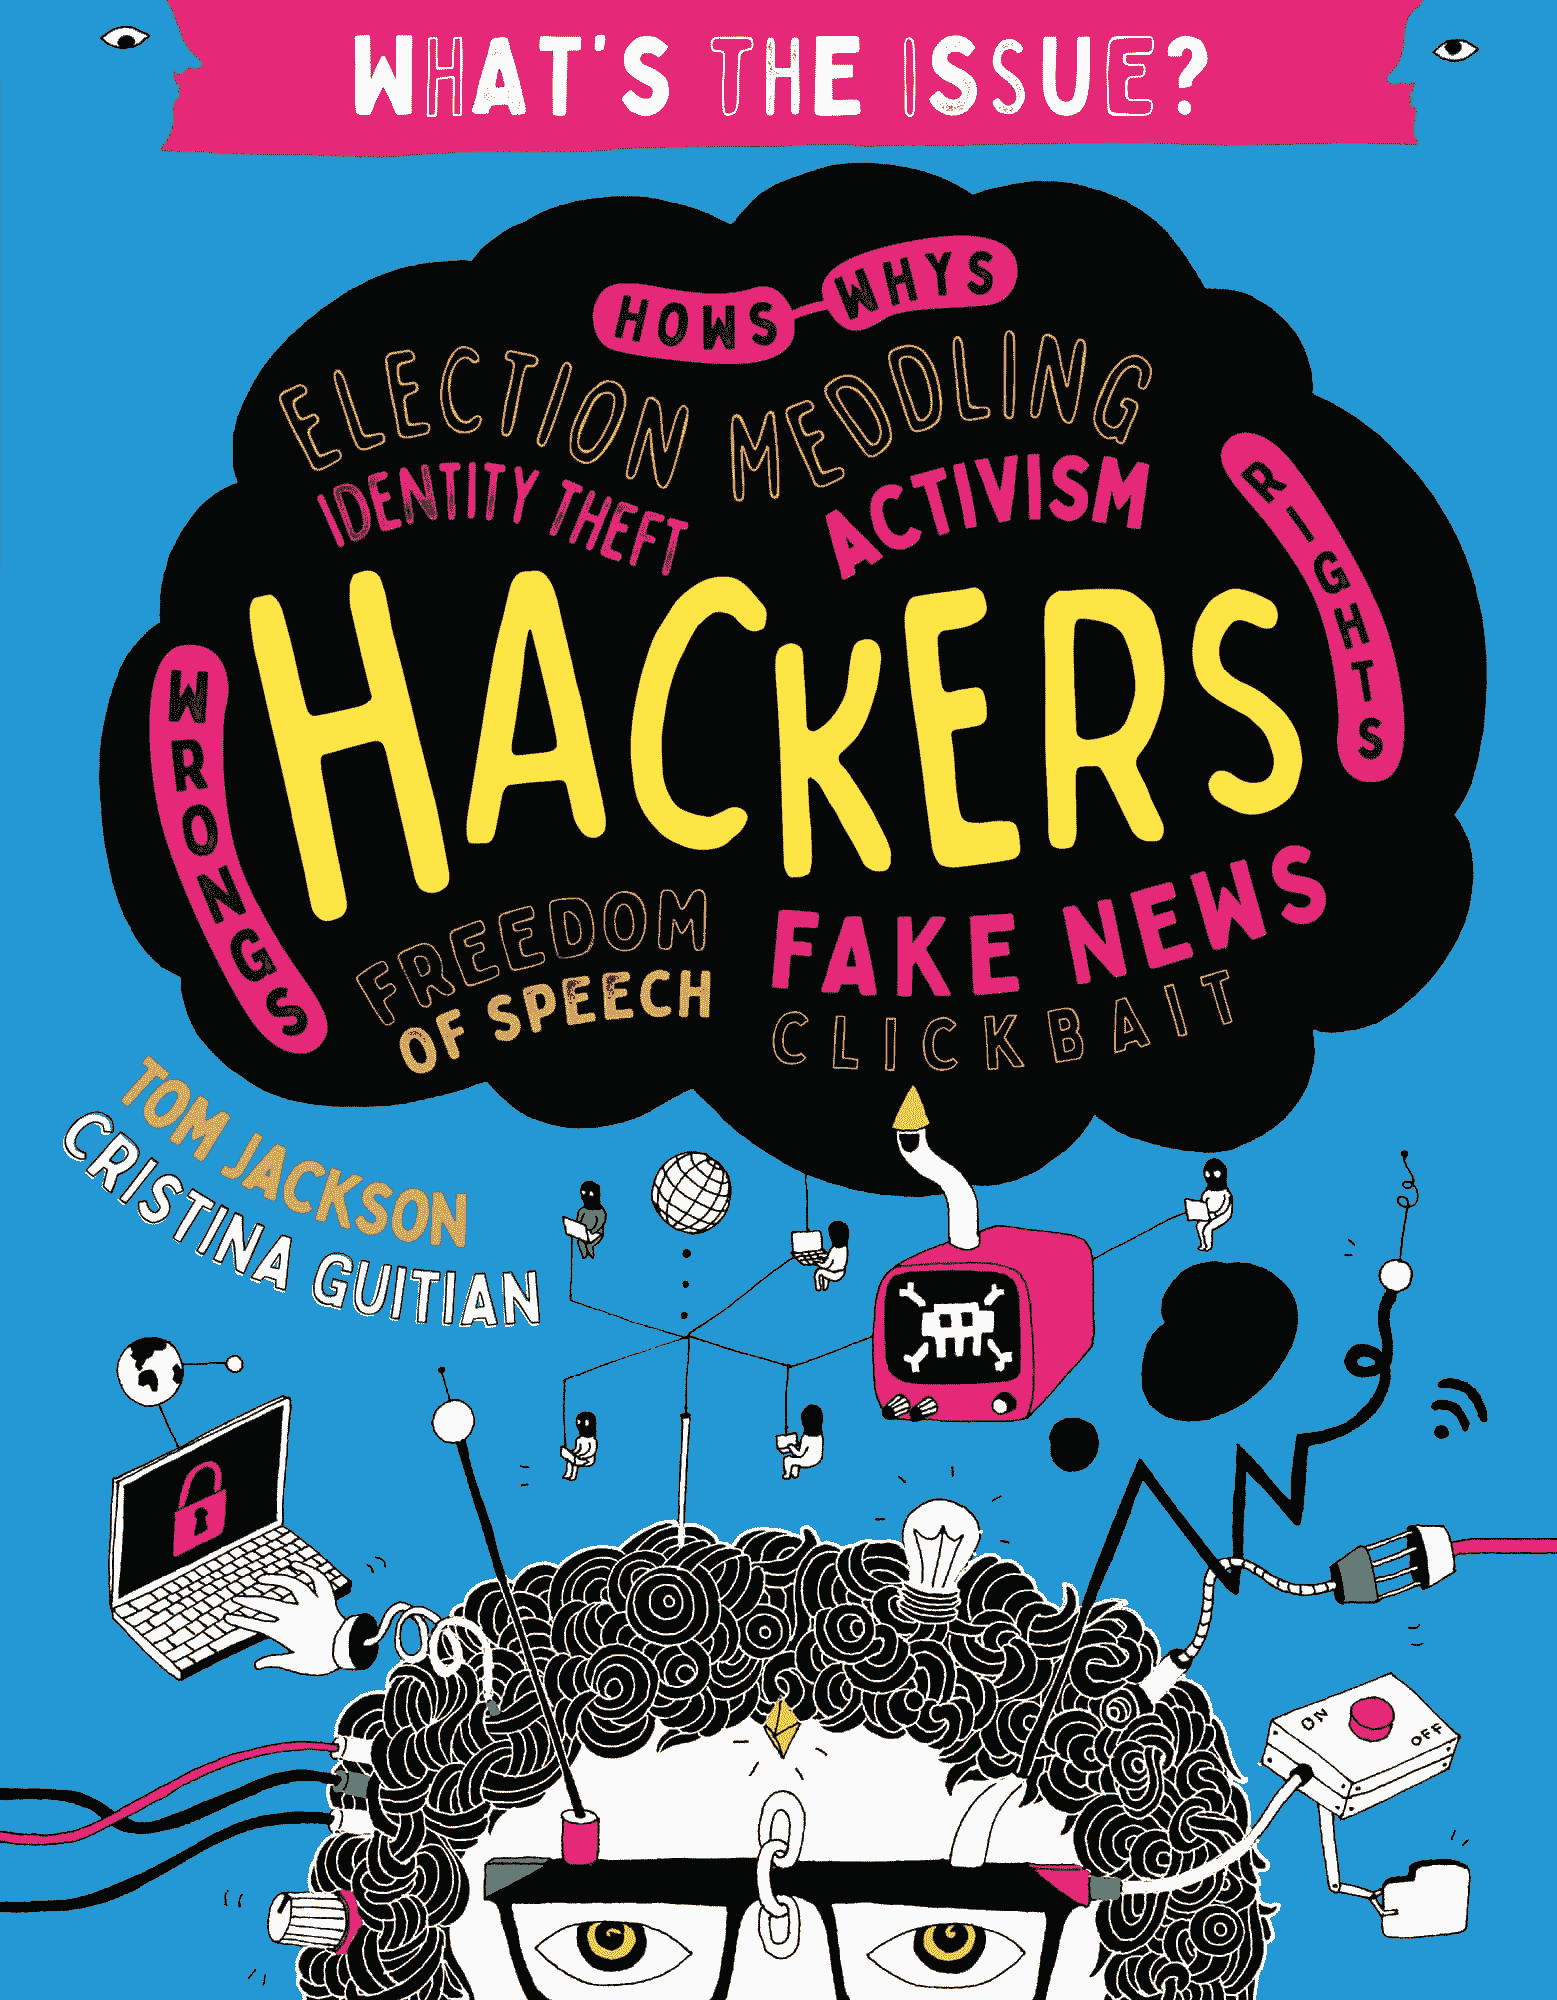 WHAT'S THE ISSUE?
HOWS WHYS
ELECTION MEDDLING
IDENTITY THEFT
ACTIVISM
RIGHTS
HACKERS
WRONGS
FREEDOM
OF SPEECH
FAKE NEWS
CLICKBAIT
TOM JACKSON
CRISTINA GUITIAN
ON
OFF